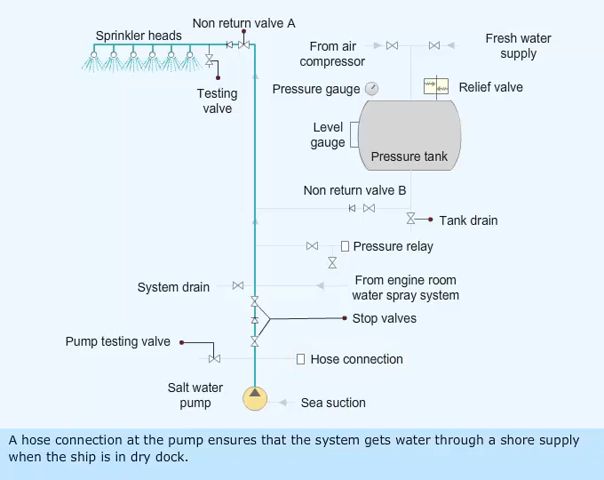 Non return valve A
Sprinkler heads
From air
compressor
Fresh water
supply
Pressure gauge
Relief valve
Testing
valve
Level
gauge
Pressure tank
Non return valve B
Tank drain
Pressure relay
System drain
From engine room
water spray system
Stop valves
Pump testing valve
Hose connection
Salt water
pump
Sea suction
A hose connection at the pump ensures that the system gets water through a shore supply
when the ship is in dry dock.